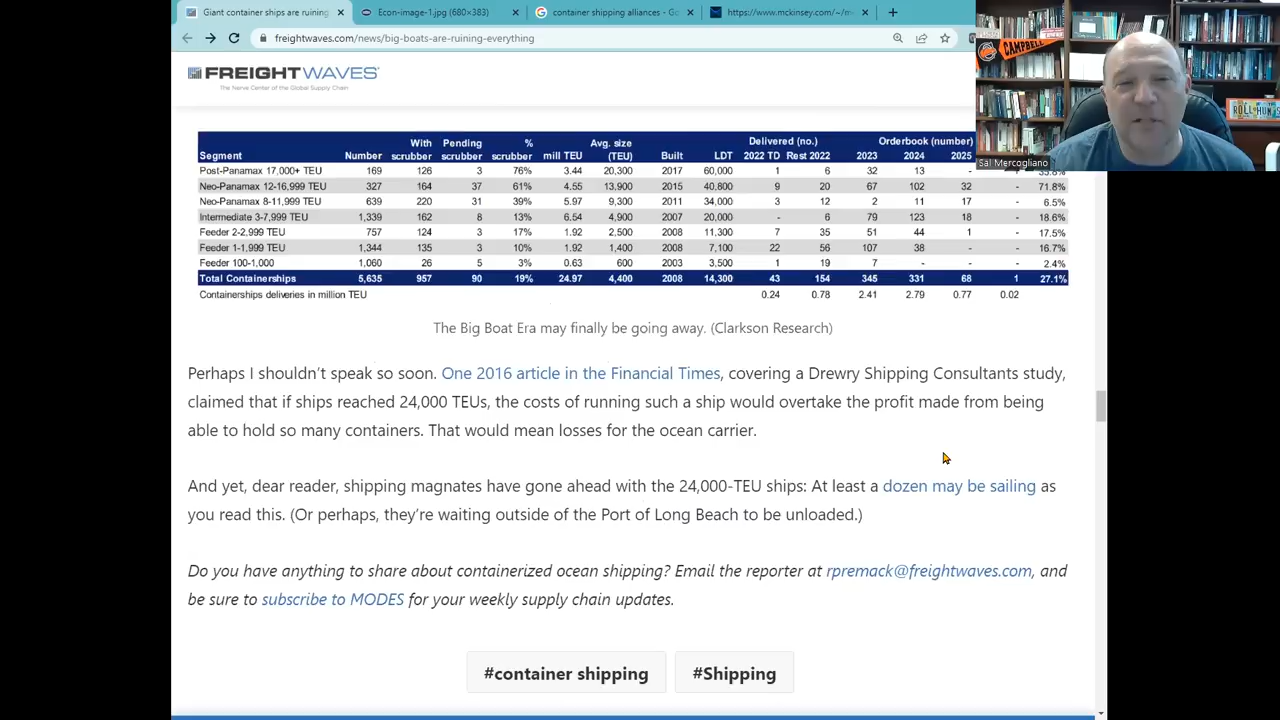 Giant container ships are ruining
Econ-image-1.jpg (680×383)
container shipping alliances - Go
https://www.mckinsey.com/~/m
freightwaves.com/news/big-boats-are-ruining-everything
FREIGHTWAVES
The Nerve Center of the Global Supply Chain
CAMPBELL
ROLL HUMPS
Sal Mercogliano
With Pending % Avg. size Delivered (no.) Orderbook (number)
Segment Number scrubber scrubber scrubber mill TEU (TEU) Built LDT 2022 TD Rest 2022 2023 2024 2025
Post-Panamax 17,000+ TEU 169 126 3 76% 3.44 20,300 2017 60,000 1 6 32 13 - - 35.8%
Neo-Panamax 12-16,999 TEU 327 164 37 61% 4.55 13,900 2015 40,800 9 20 67 102 32 - 71.8%
Neo-Panamax 8-11,999 TEU 639 220 31 39% 5.97 9,300 2011 34,000 3 12 2 11 17 - 6.5%
Intermediate 3-7,999 TEU 1,339 162 8 13% 6.54 4,900 2007 20,000 - 6 79 123 18 - 18.6%
Feeder 2-2,999 TEU 757 124 3 17% 1.92 2,500 2008 11,300 7 35 51 44 1 - 17.5%
Feeder 1-1,999 TEU 1,344 135 3 10% 1.92 1,400 2008 7,100 22 56 107 38 - - 16.7%
Feeder 100-1,000 1,060 26 5 3% 0.63 600 2003 3,500 1 19 7 - - - 2.4%
Total Containerships 5,635 957 90 19% 24.97 4,400 2008 14,300 43 154 345 331 68 1 27.1%
Containerships deliveries in million TEU 0.24 0.78 2.41 2.79 0.77 0.02
The Big Boat Era may finally be going away. (Clarkson Research)
Perhaps I shouldn't speak so soon. One 2016 article in the Financial Times, covering a Drewry Shipping Consultants study,
claimed that if ships reached 24,000 TEUs, the costs of running such a ship would overtake the profit made from being
able to hold so many containers. That would mean losses for the ocean carrier.
And yet, dear reader, shipping magnates have gone ahead with the 24,000-TEU ships: At least a dozen may be sailing as
you read this. (Or perhaps, they're waiting outside of the Port of Long Beach to be unloaded.)
Do you have anything to share about containerized ocean shipping? Email the reporter at rpremack@freightwaves.com, and
be sure to subscribe to MODES for your weekly supply chain updates.
#container shipping
#Shipping